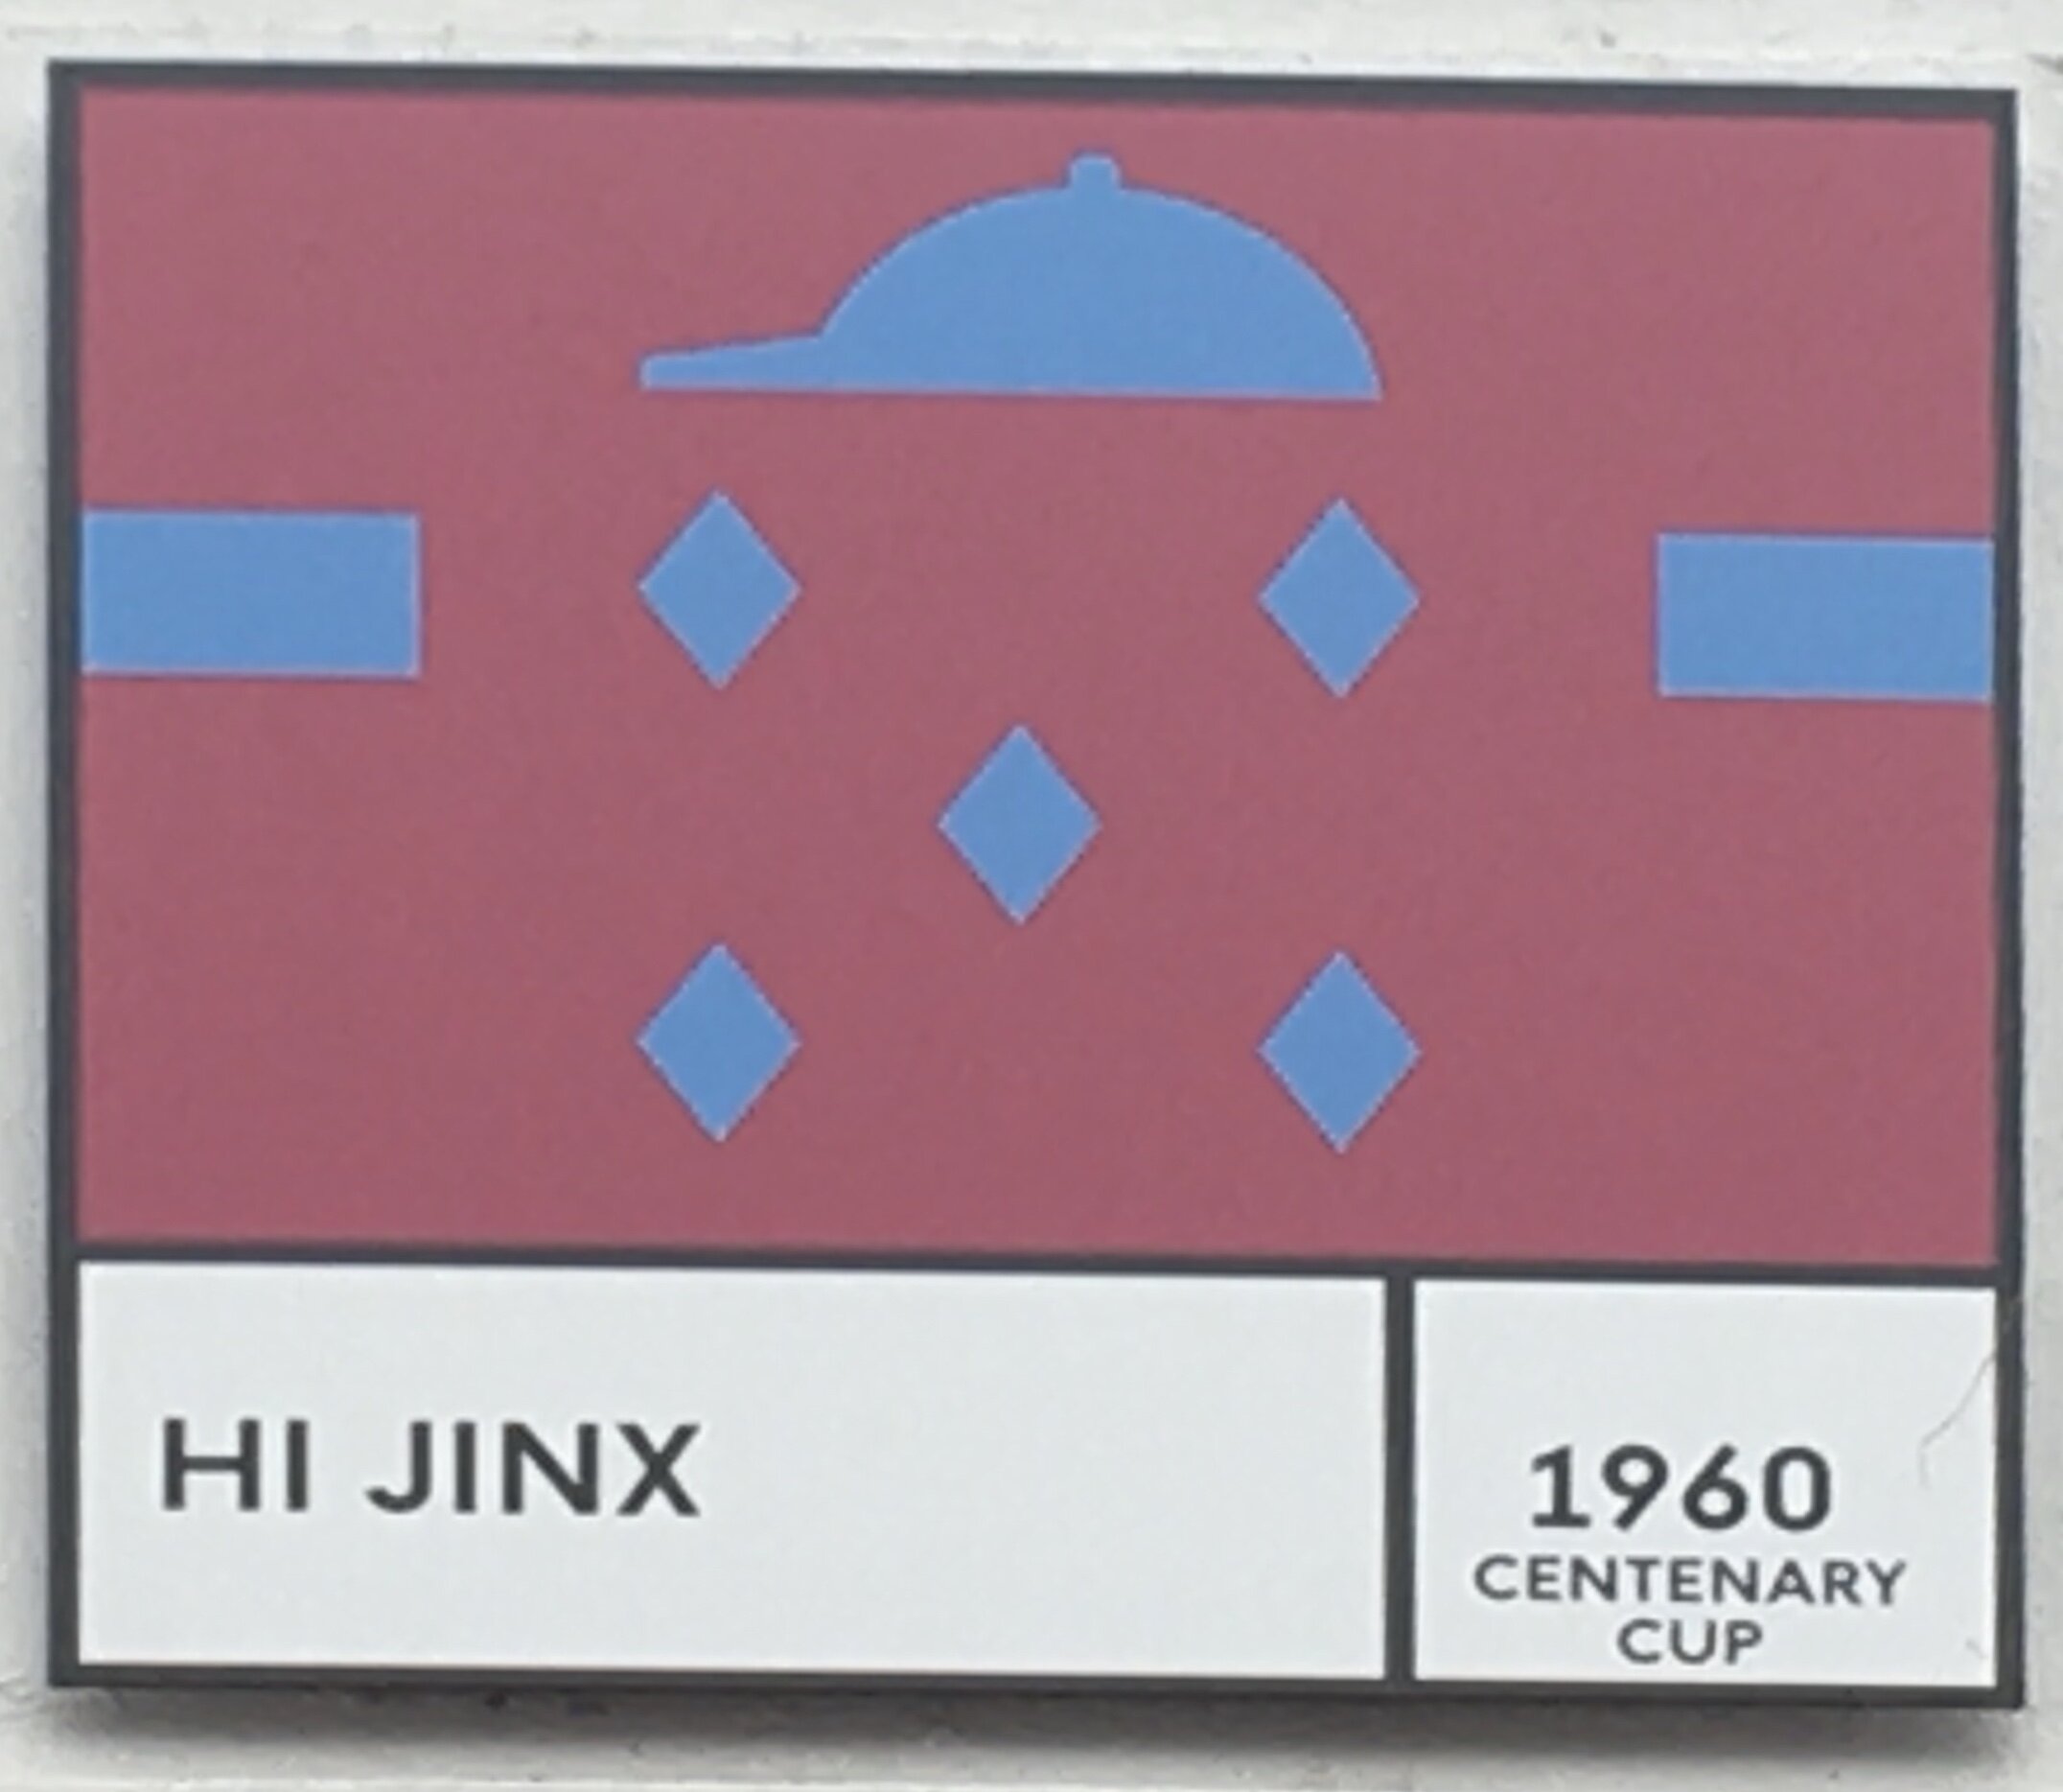 HI JINX
1960
CENTENARY
CUP